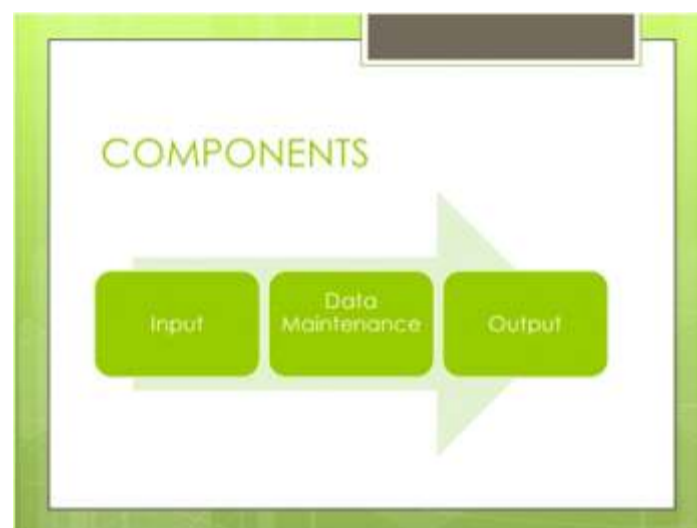 COMPONENTS
Input
Data
Maintenance
Output